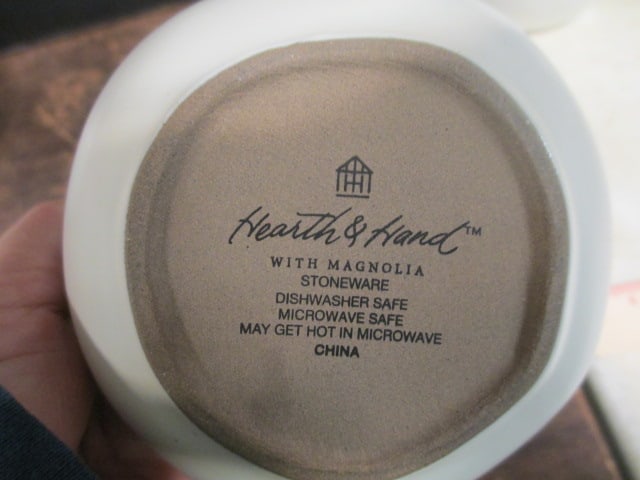 Hearth & Hand™
WITH MAGNOLIA
STONEWARE
DISHWASHER SAFE
MICROWAVE SAFE
MAY GET HOT IN MICROWAVE
CHINA